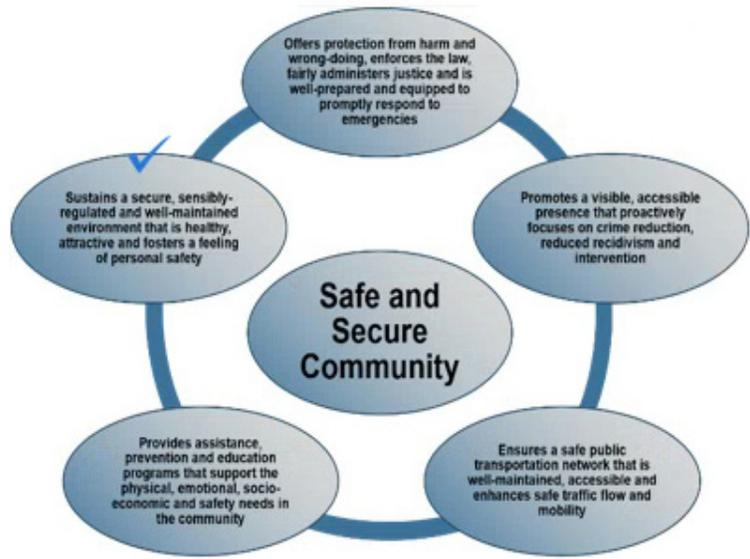 Offers protection from harm and
wrong-doing, enforces the law,
fairly administers justice and is
well-prepared and equipped to
promptly respond to
emergencies
Sustains a secure, sensibly-
regulated and well-maintained
environment that is healthy,
attractive and fosters a feeling
of personal safety
Promotes a visible, accessible
presence that proactively
focuses on crime reduction,
reduced recidivism and
intervention
Safe and
Secure
Community
Provides assistance,
prevention and education
programs that support the
physical, emotional, socio-
economic and safety needs in
the community
Ensures a safe public
transportation network that is
well-maintained, accessible and
enhances safe traffic flow and
mobility